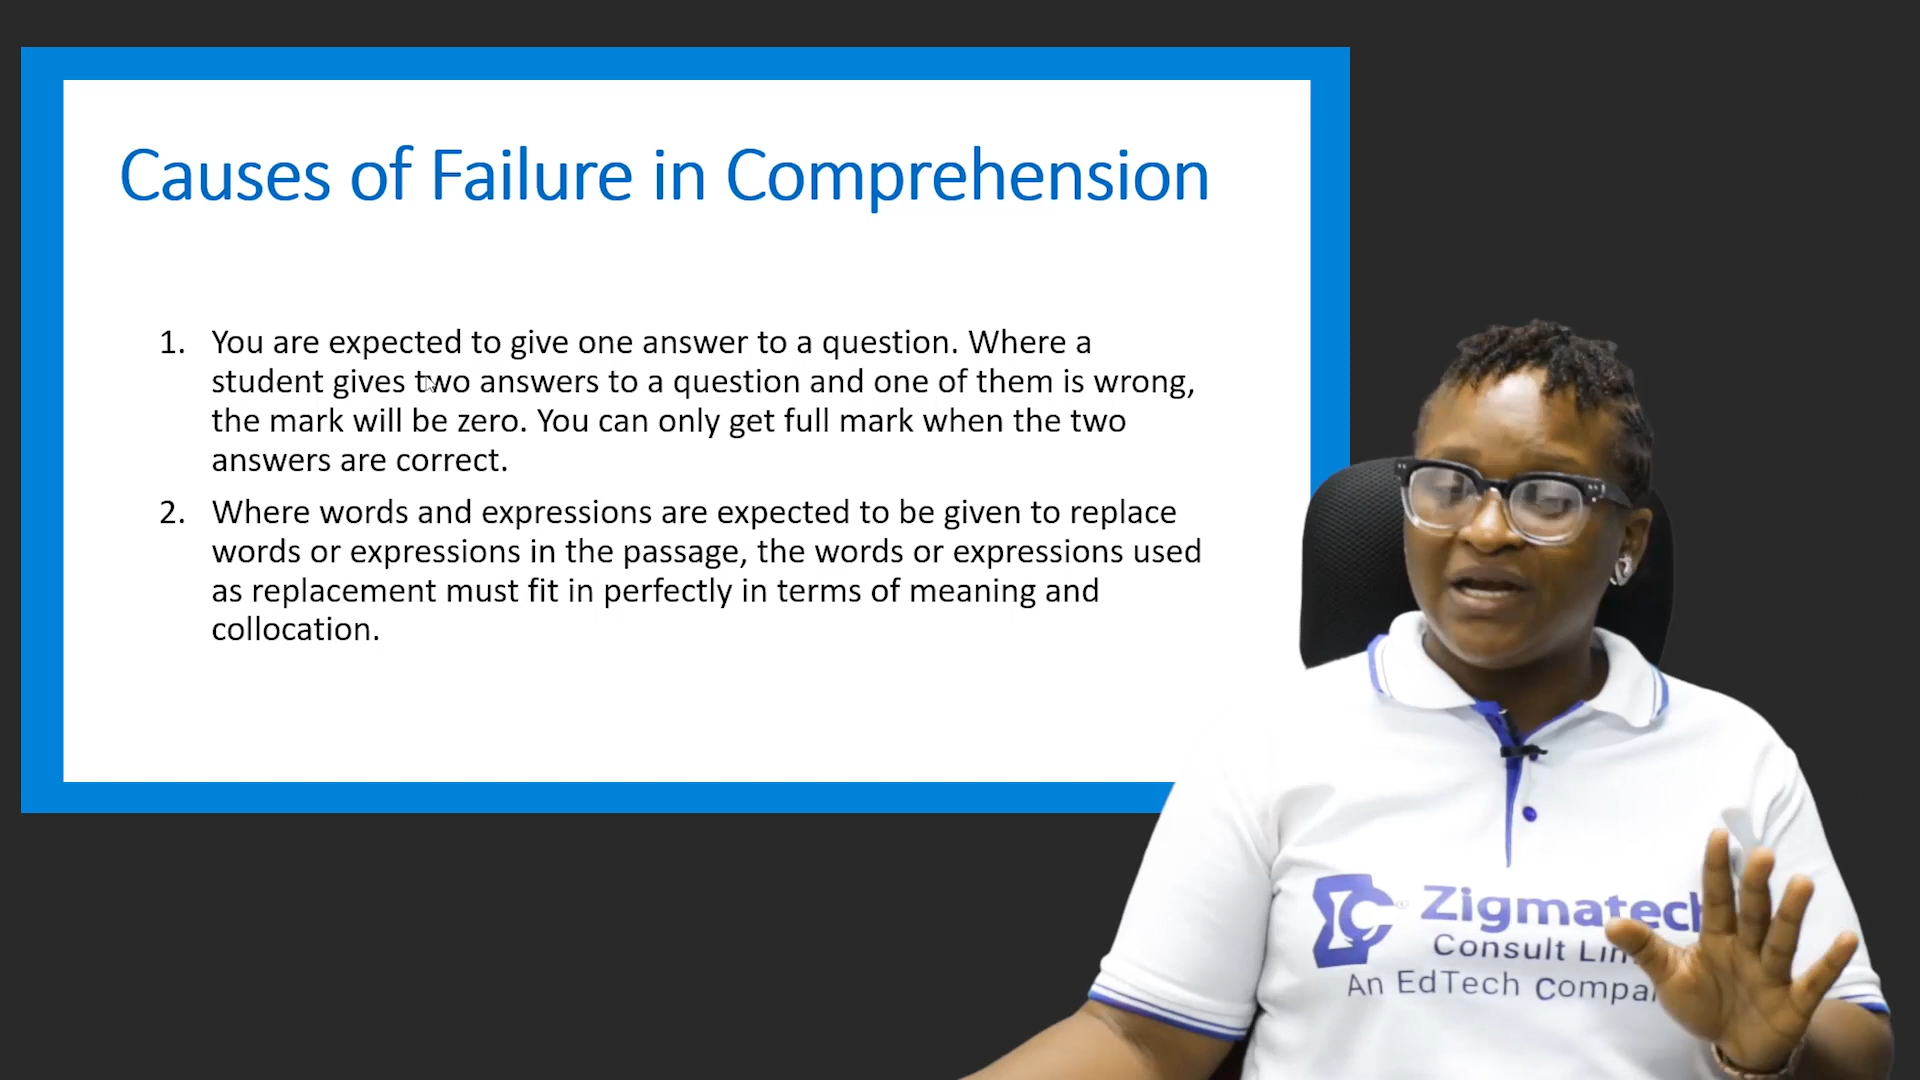 Causes of Failure in Comprehension
1. You are expected to give one answer to a question. Where a
student gives two answers to a question and one of them is wrong,
the mark will be zero. You can only get full mark when the two
answers are correct.
2. Where words and expressions are expected to be given to replace
words or expressions in the passage, the words or expressions used
as replacement must fit in perfectly in terms of meaning and
collocation.
Zigmatech
Consult
An EdTech